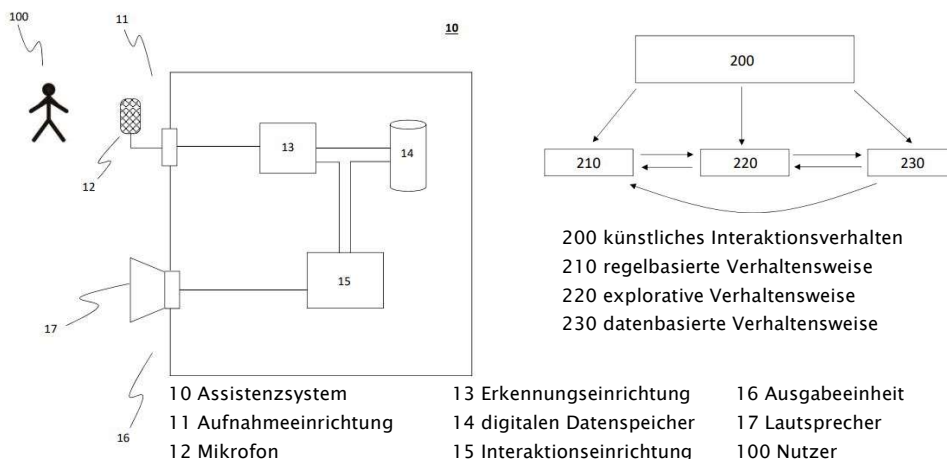 100
11
10
12
13
14
15
17
16
200
210
220
230
200 künstliches Interaktionsverhalten
210 regelbasierte Verhaltensweise
220 explorative Verhaltensweise
230 datenbasierte Verhaltensweise
10 Assistenzsystem
11 Aufnahmeeinrichtung
12 Mikrofon
13 Erkennungseinrichtung
14 digitalen Datenspeicher
15 Interaktionseinrichtung
16 Ausgabeeinheit
17 Lautsprecher
100 Nutzer